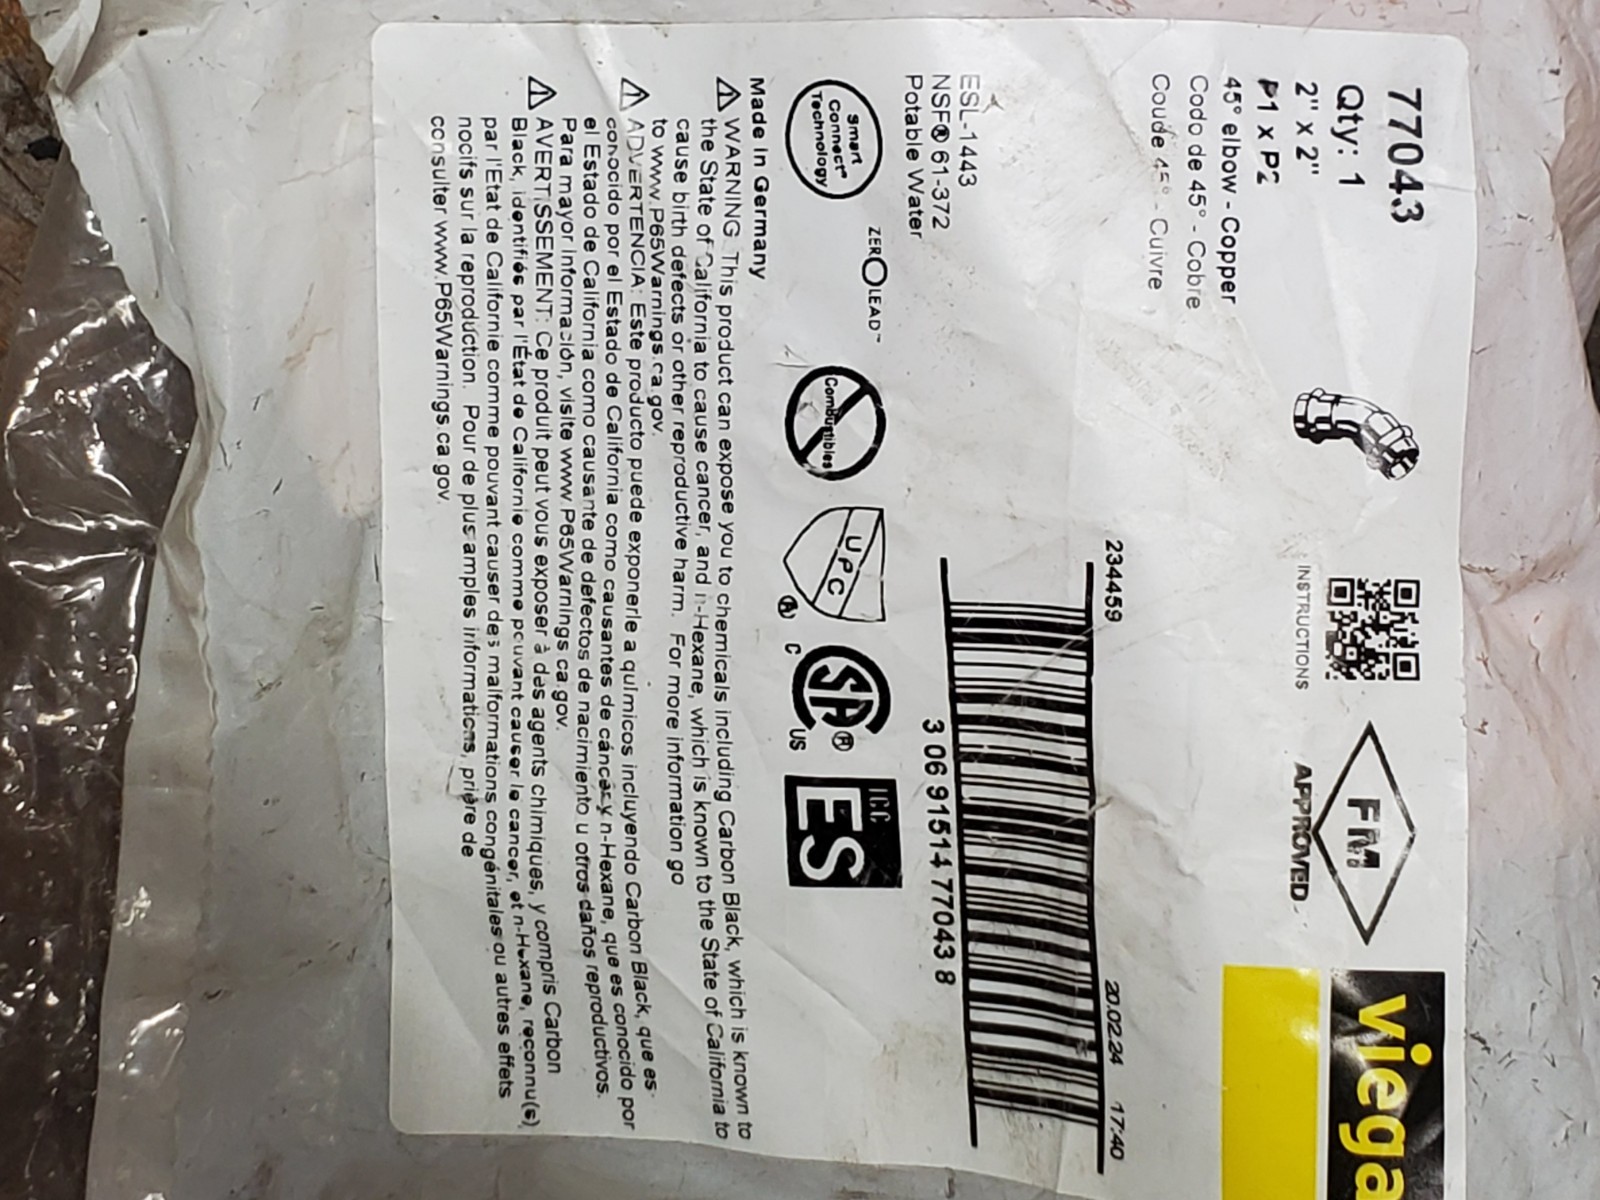 77043
Qty: 1
2" x 2"
P1 x P2
45° elbow - Copper
Codo de 45° - Cobre
Coude 45° - Cuivre
INSTRUCTIONS
FM
APPROVED
viega
234459
20.02.24 17:40
3 06 91514 77043 8
ESL-1443
NSF® 61-372
Potable Water
Smart
Connect®
Technology
ZERO LEAD™
Combustibles
UPC
®
C SA® US
ICC
ES
Made in Germany
⚠ WARNING: This product can expose you to chemicals including Carbon Black, which is known to
the State of California to cause cancer, and n-Hexane, which is known to the State of California to
cause birth defects or other reproductive harm. For more information go
to www.P65Warnings.ca.gov.
⚠ ADVERTENCIA: Este producto puede exponerle a químicos incluyendo Carbon Black, que es
conocido por el Estado de California como causantes de cáncer, y n-Hexane, que es conocido por
el Estado de California como causante de defectos de nacimiento u otros daños reproductivos.
Para mayor información, visite www.P65Warnings.ca.gov.
⚠ AVERTISSEMENT: Ce produit peut vous exposer à des agents chimiques, y compris Carbon
Black, identifiés par l'État de Californie comme pouvant causer le cancer, et n-Hexane, reconnu(s)
par l'Etat de Californie comme pouvant causer des malformations congénitales ou autres effets
nocifs sur la reproduction. Pour de plus amples informations, prière de
consulter www.P65Warnings.ca.gov.